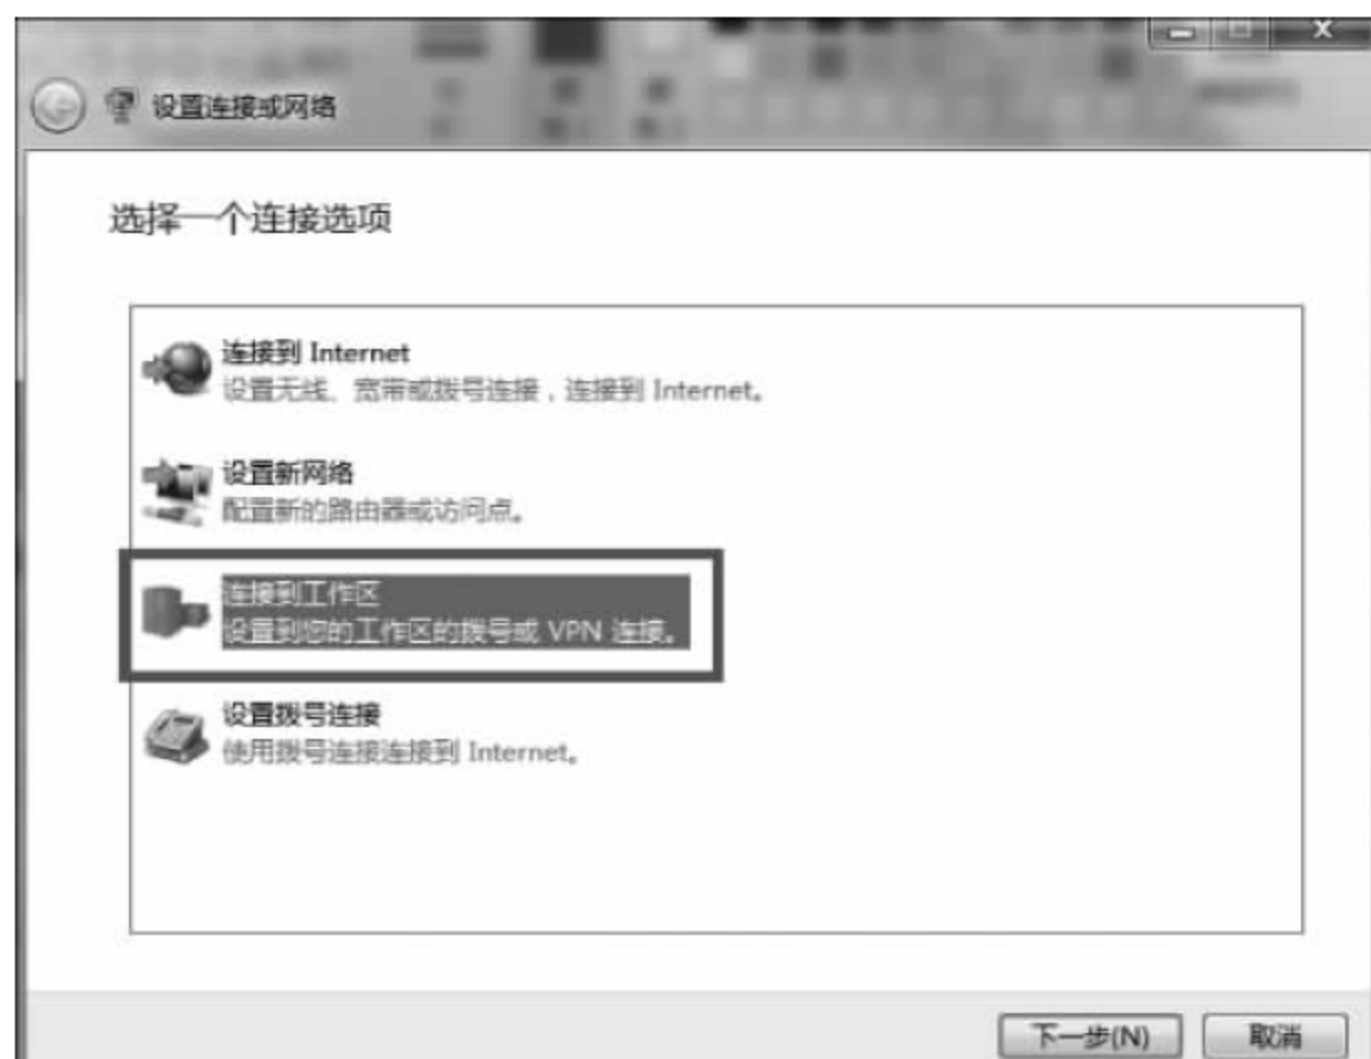 设置连接或网络
选择一个连接选项
连接到 Internet
设置无线、宽带或拨号连接，连接到 Internet。
设置新网络
配置新的路由器或访问点。
连接到工作区
设置到您的工作区的拨号或 VPN 连接。
设置拨号连接
使用拨号连接连接到 Internet。
下一步(N)
取消